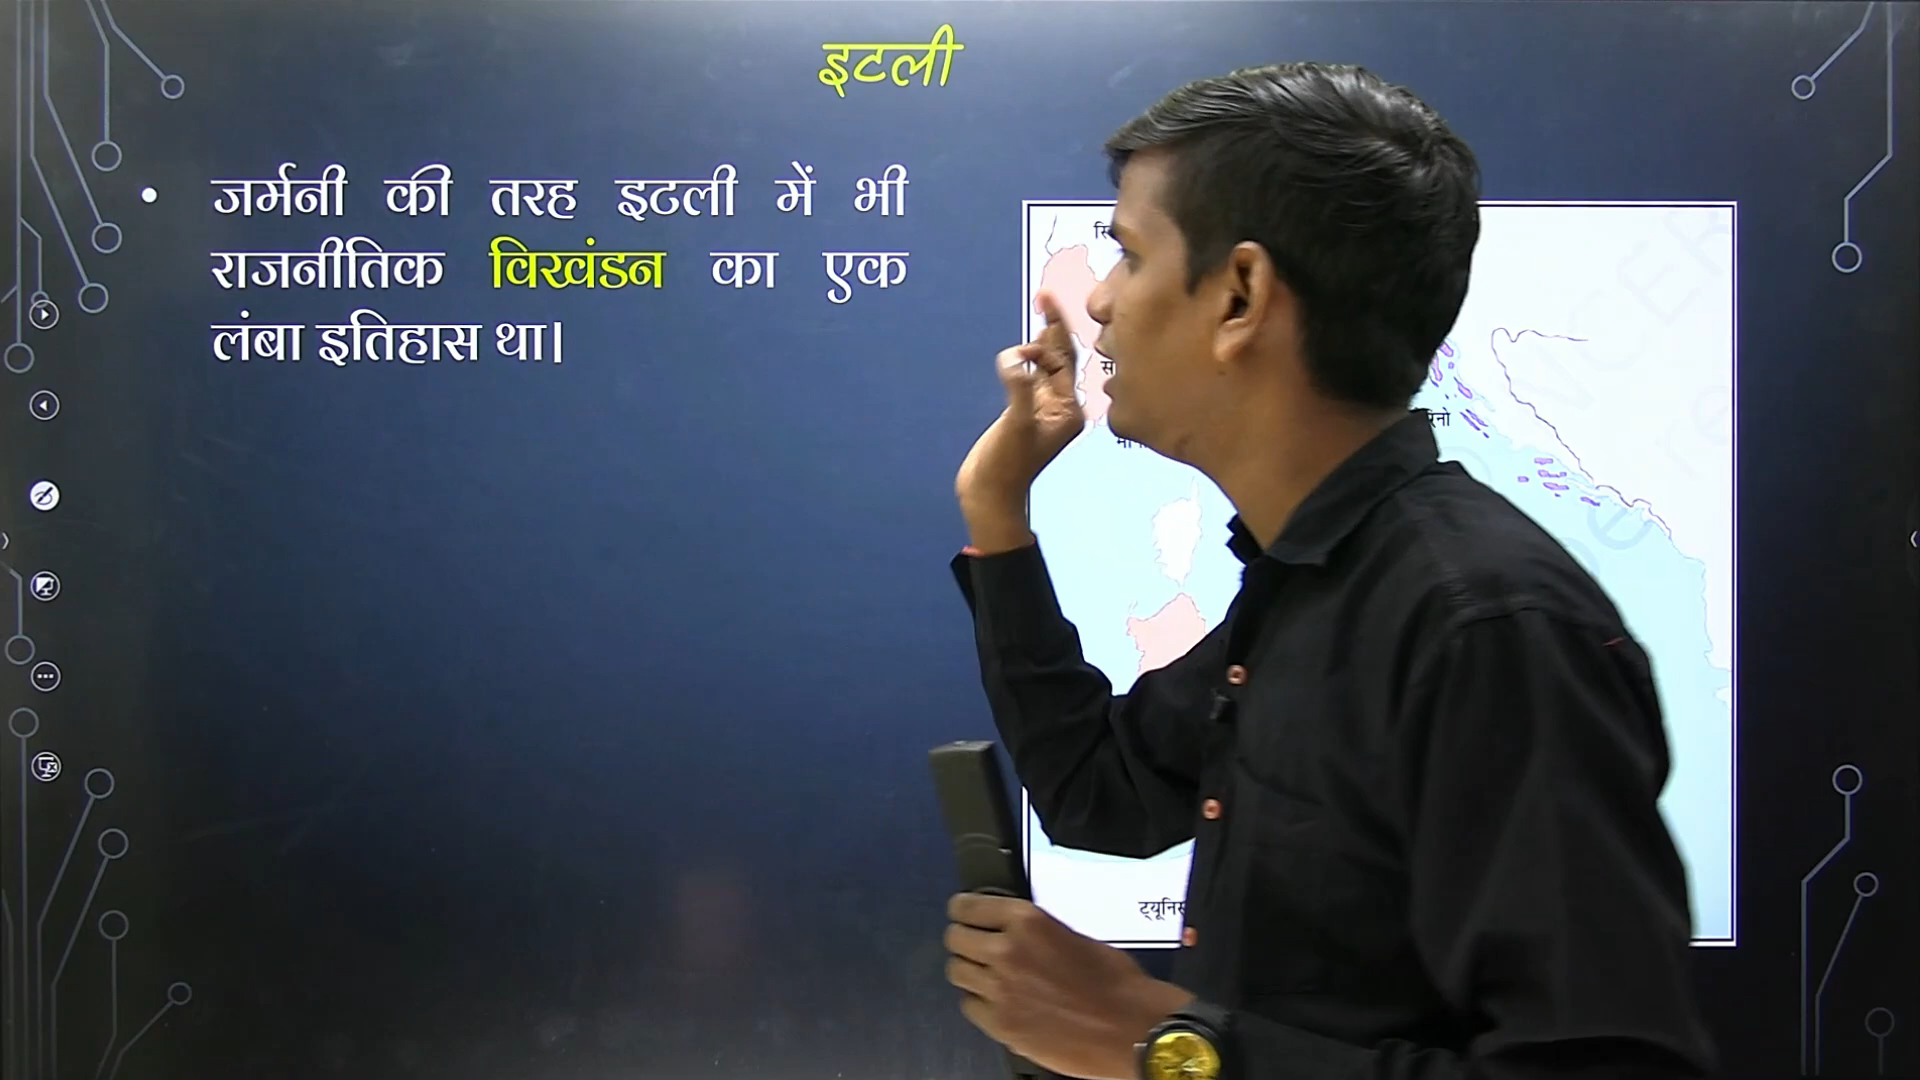 इटली
• जर्मनी की तरह इटली में भी
राजनीतिक विखंडन का एक
लंबा इतिहास था।